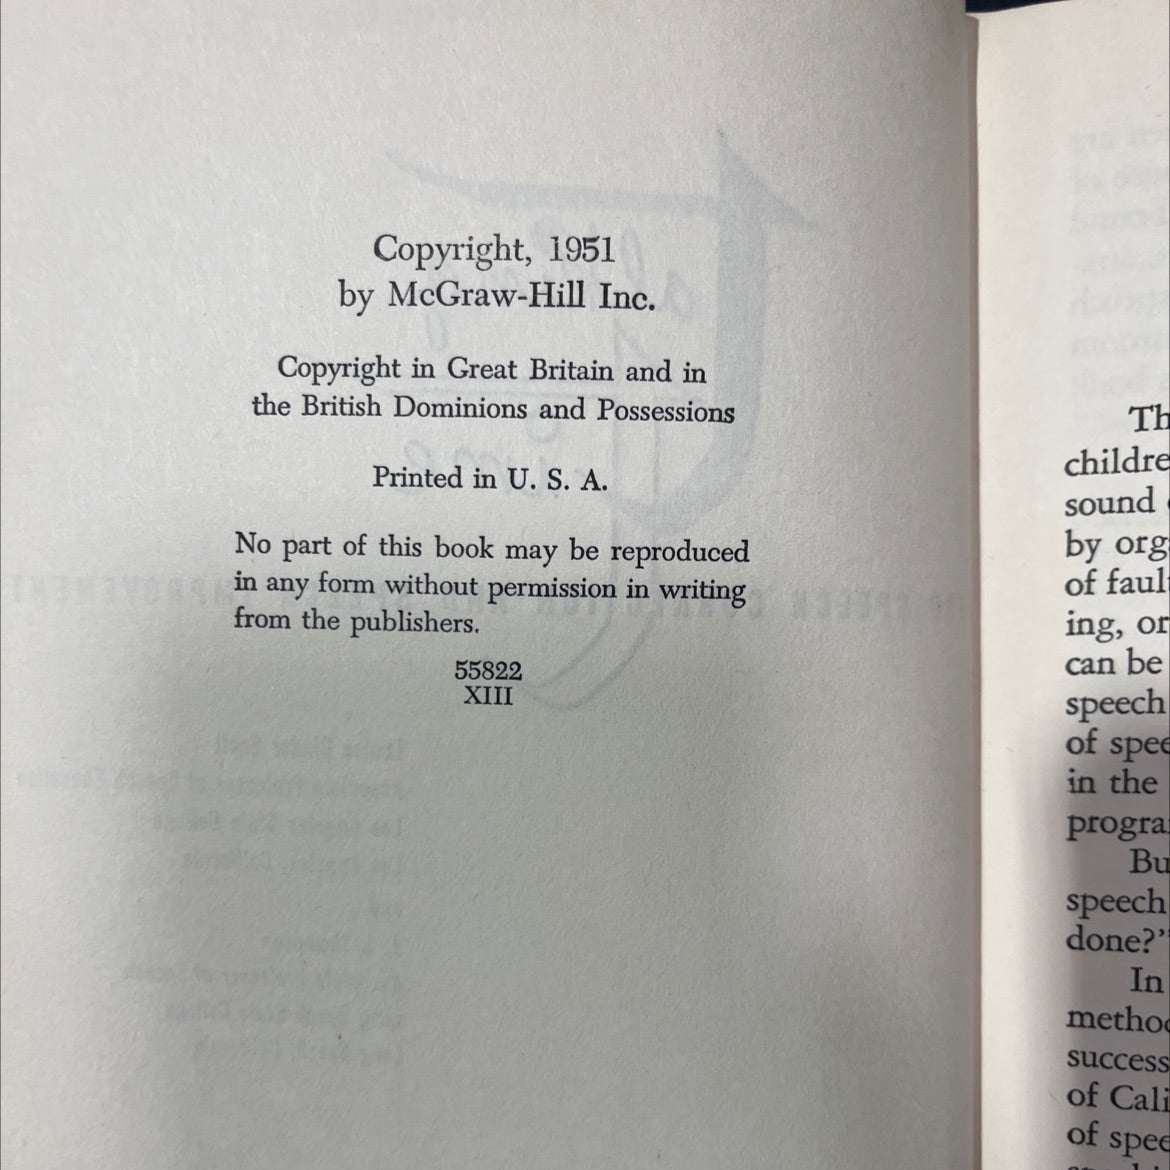 Copyright, 1951
by McGraw-Hill Inc.
Copyright in Great Britain and in
the British Dominions and Possessions
Printed in U. S. A.
No part of this book may be reproduced
in any form without permission in writing
from the publishers.
55822
XIII
Th
childre
sound
by org
of faul
ing, or
can be
speech
of spee
in the
progra
Bu
speech
done?"
In
metho
success
of Cali
of spee